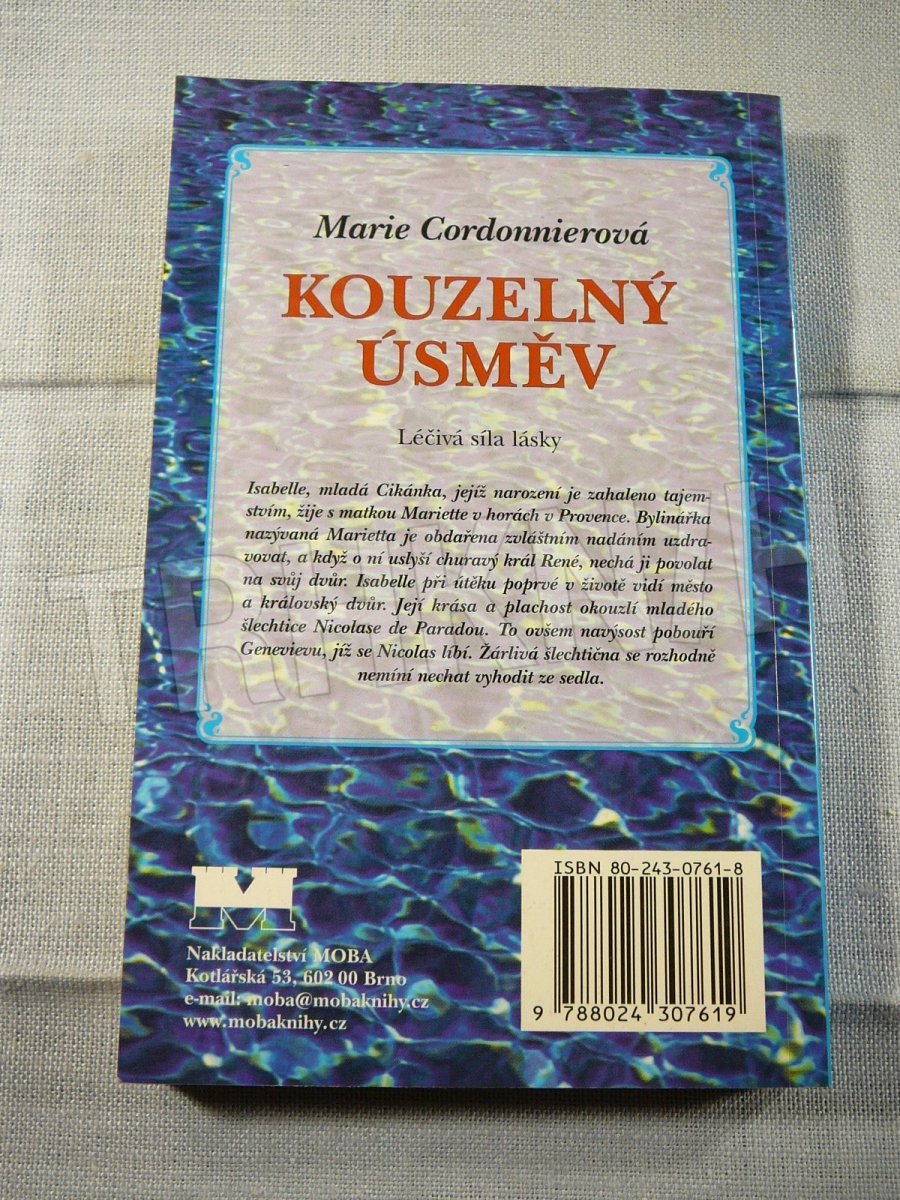 Marie Cordonnierová
KOUZELNÝ
ÚSMĚV
Léčivá síla lásky
Isabelle, mladá Cikánka, jejíž narození je zahaleno tajem-
stvím, žije s matkou Mariette v horách v Provence. Bylinářka
nazývaná Marietta je obdařena zvláštním nadáním uzdra-
vovat, a když o ní uslyší churavý král René, nechá ji povolat
na svůj dvůr. Isabelle při útěku poprvé v životě vidí město
a královský dvůr. Její krása a plachost okouzlí mladého
šlechtice Nicolase de Paradou. To ovšem navýsost pobouří
Genevievu, jíž se Nicolas líbí. Žárlivá šlechtična se rozhodně
nemíní nechat vyhodit ze sedla.
M
Nakladatelství MOBA
Kotlářská 53, 602 00 Brno
e-mail: moba@mobaknihy.cz
www.mobaknihy.cz
ISBN 80-243-0761-8
9 788024 307619